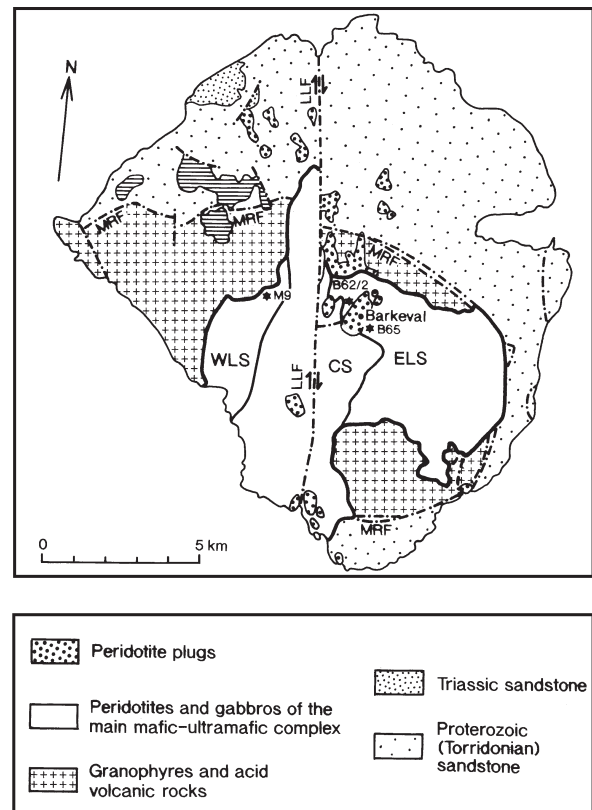 N
LLF
MRF
MRF
MRF
B62/2
M9
Barkeval
B65
WLS
CS
ELS
LLF
MRF
0 5 km
Peridotite plugs
Peridotites and gabbros of the
main mafic-ultramafic complex
Granophyres and acid
volcanic rocks
Triassic sandstone
Proterozoic
(Torridonian)
sandstone